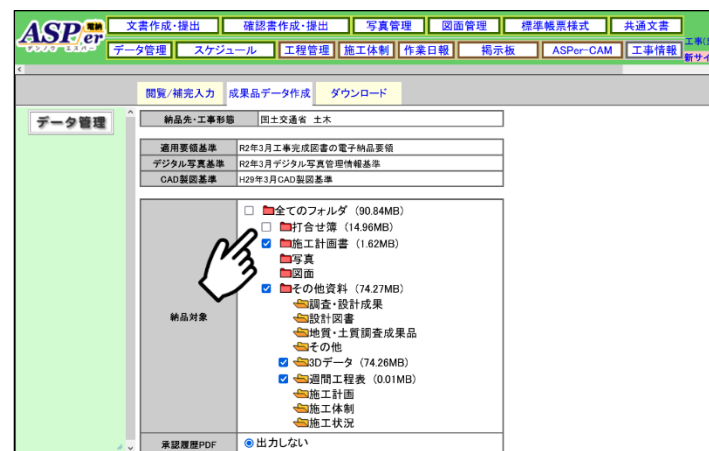 ASPer 電納
デンノウ エスパー
文書作成・提出 確認書作成・提出 写真管理 図面管理 標準帳票様式 共通文書
データ管理 スケジュール 工程管理 施工体制 作業日報 掲示板 ASPer-CAM 工事情報
新サイ
閲覧/補完入力 成果品データ作成 ダウンロード
データ管理
納品先・工事形態 国土交通省 土木
適用要領基準 R2年3月工事完成図書の電子納品要領
デジタル写真基準 R2年3月デジタル写真管理情報基準
CAD製図基準 H29年3月CAD製図基準
全てのフォルダ (90.84MB)
打合せ簿 (14.96MB)
施工計画書 (1.62MB)
写真
図面
その他資料 (74.27MB)
調査・設計成果
納品対象
設計図書
地質・土質調査成果品
その他
3Dデータ (74.26MB)
週間工程表 (0.01MB)
施工計画
施工体制
施工状況
承認履歴PDF 出力しない